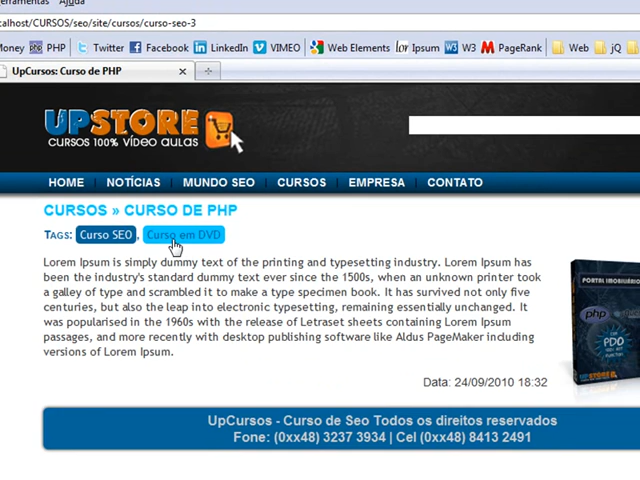 erramentas Ajuda
calhost/CURSOS/seo/site/cursos/curso-seo-3
Money PHP Twitter Facebook LinkedIn VIMEO Web Elements lor Ipsum W3 W3 PageRank Web jQ
UpCursos: Curso de PHP
UPSTORE
CURSOS 100% VÍDEO AULAS
HOME | NOTÍCIAS | MUNDO SEO | CURSOS | EMPRESA | CONTATO
CURSOS » CURSO DE PHP
TAGS: Curso SEO, Curso em DVD
Lorem Ipsum is simply dummy text of the printing and typesetting industry. Lorem Ipsum has
been the industry's standard dummy text ever since the 1500s, when an unknown printer took
a galley of type and scrambled it to make a type specimen book. It has survived not only five
centuries, but also the leap into electronic typesetting, remaining essentially unchanged. It
was popularised in the 1960s with the release of Letraset sheets containing Lorem Ipsum
passages, and more recently with desktop publishing software like Aldus PageMaker including
versions of Lorem Ipsum.
PORTAL IMOBILIÁRIO
php
PDO
UPSTORE
Data: 24/09/2010 18:32
UpCursos - Curso de Seo Todos os direitos reservados
Fone: (0xx48) 3237 3934 | Cel (0xx48) 8413 2491